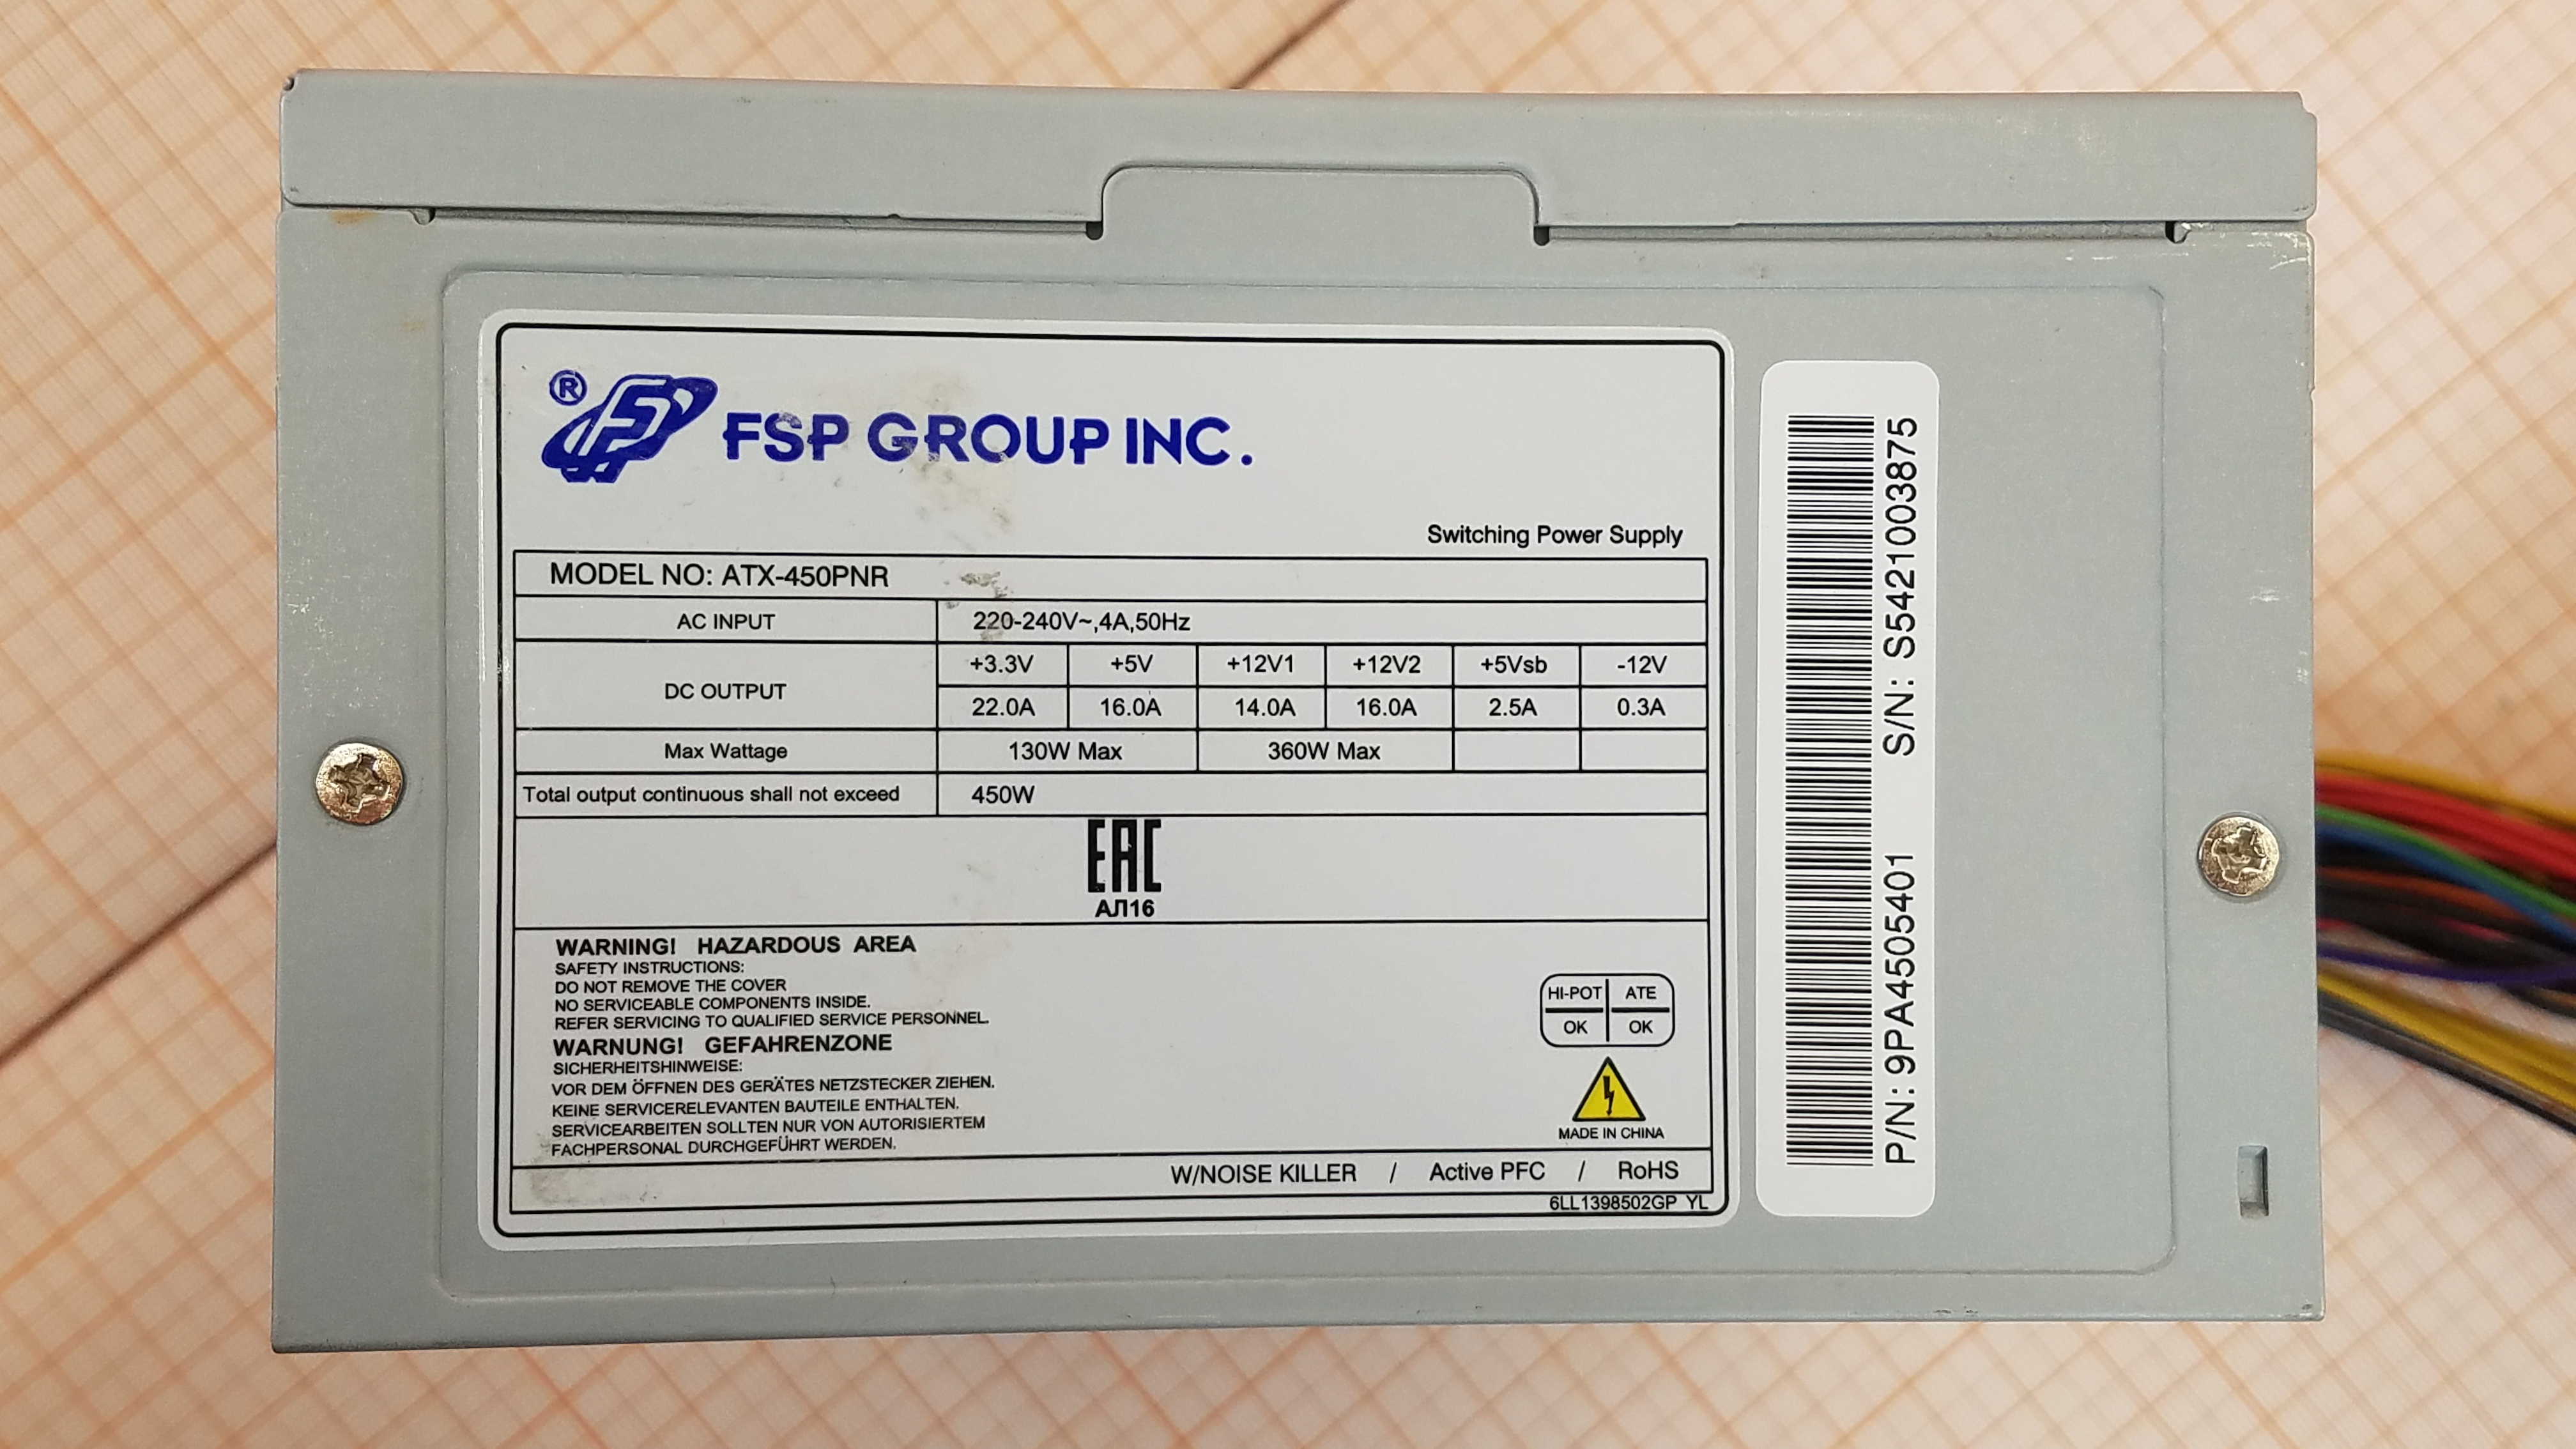 ® FSP GROUP INC.
Switching Power Supply
MODEL NO: ATX-450PNR
AC INPUT 220-240V~,4A,50Hz
DC OUTPUT
+3.3V +5V +12V1 +12V2 +5Vsb -12V
22.0A 16.0A 14.0A 16.0A 2.5A 0.3A
Max Wattage 130W Max 360W Max
Total output continuous shall not exceed 450W
EAC
АЛ16
WARNING! HAZARDOUS AREA
SAFETY INSTRUCTIONS:
DO NOT REMOVE THE COVER
NO SERVICEABLE COMPONENTS INSIDE.
REFER SERVICING TO QUALIFIED SERVICE PERSONNEL.
WARNUNG! GEFAHRENZONE
SICHERHEITSHINWEISE:
VOR DEM ÖFFNEN DES GERÄTES NETZSTECKER ZIEHEN.
KEINE SERVICERELEVANTEN BAUTEILE ENTHALTEN.
SERVICEARBEITEN SOLLTEN NUR VON AUTORISIERTEM
FACHPERSONAL DURCHGEFÜHRT WERDEN.
HI-POT ATE
OK OK
MADE IN CHINA
W/NOISE KILLER / Active PFC / RoHS
6LL1398502GP YL
P/N: 9PA4505401 S/N: S5421003875